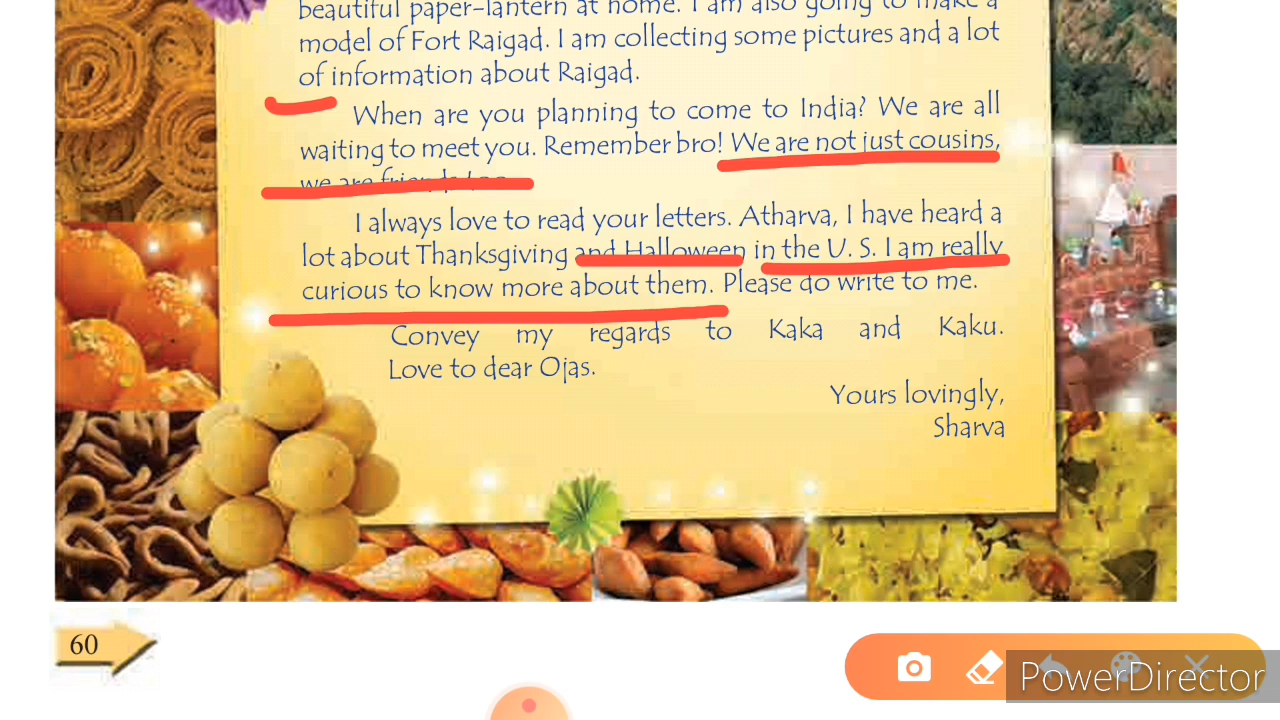 beautiful paper-lantern at home. I am also going to make a
model of Fort Raigad. I am collecting some pictures and a lot
of information about Raigad.
When are you planning to come to India? We are all
waiting to meet you. Remember bro! We are not just cousins,
we are friends too.
I always love to read your letters. Atharva, I have heard a
lot about Thanksgiving and Halloween in the U. S. I am really
curious to know more about them. Please do write to me.
Convey my regards to Kaka and Kaku.
Love to dear Ojas.
Yours lovingly,
Sharva
60
PowerDirector